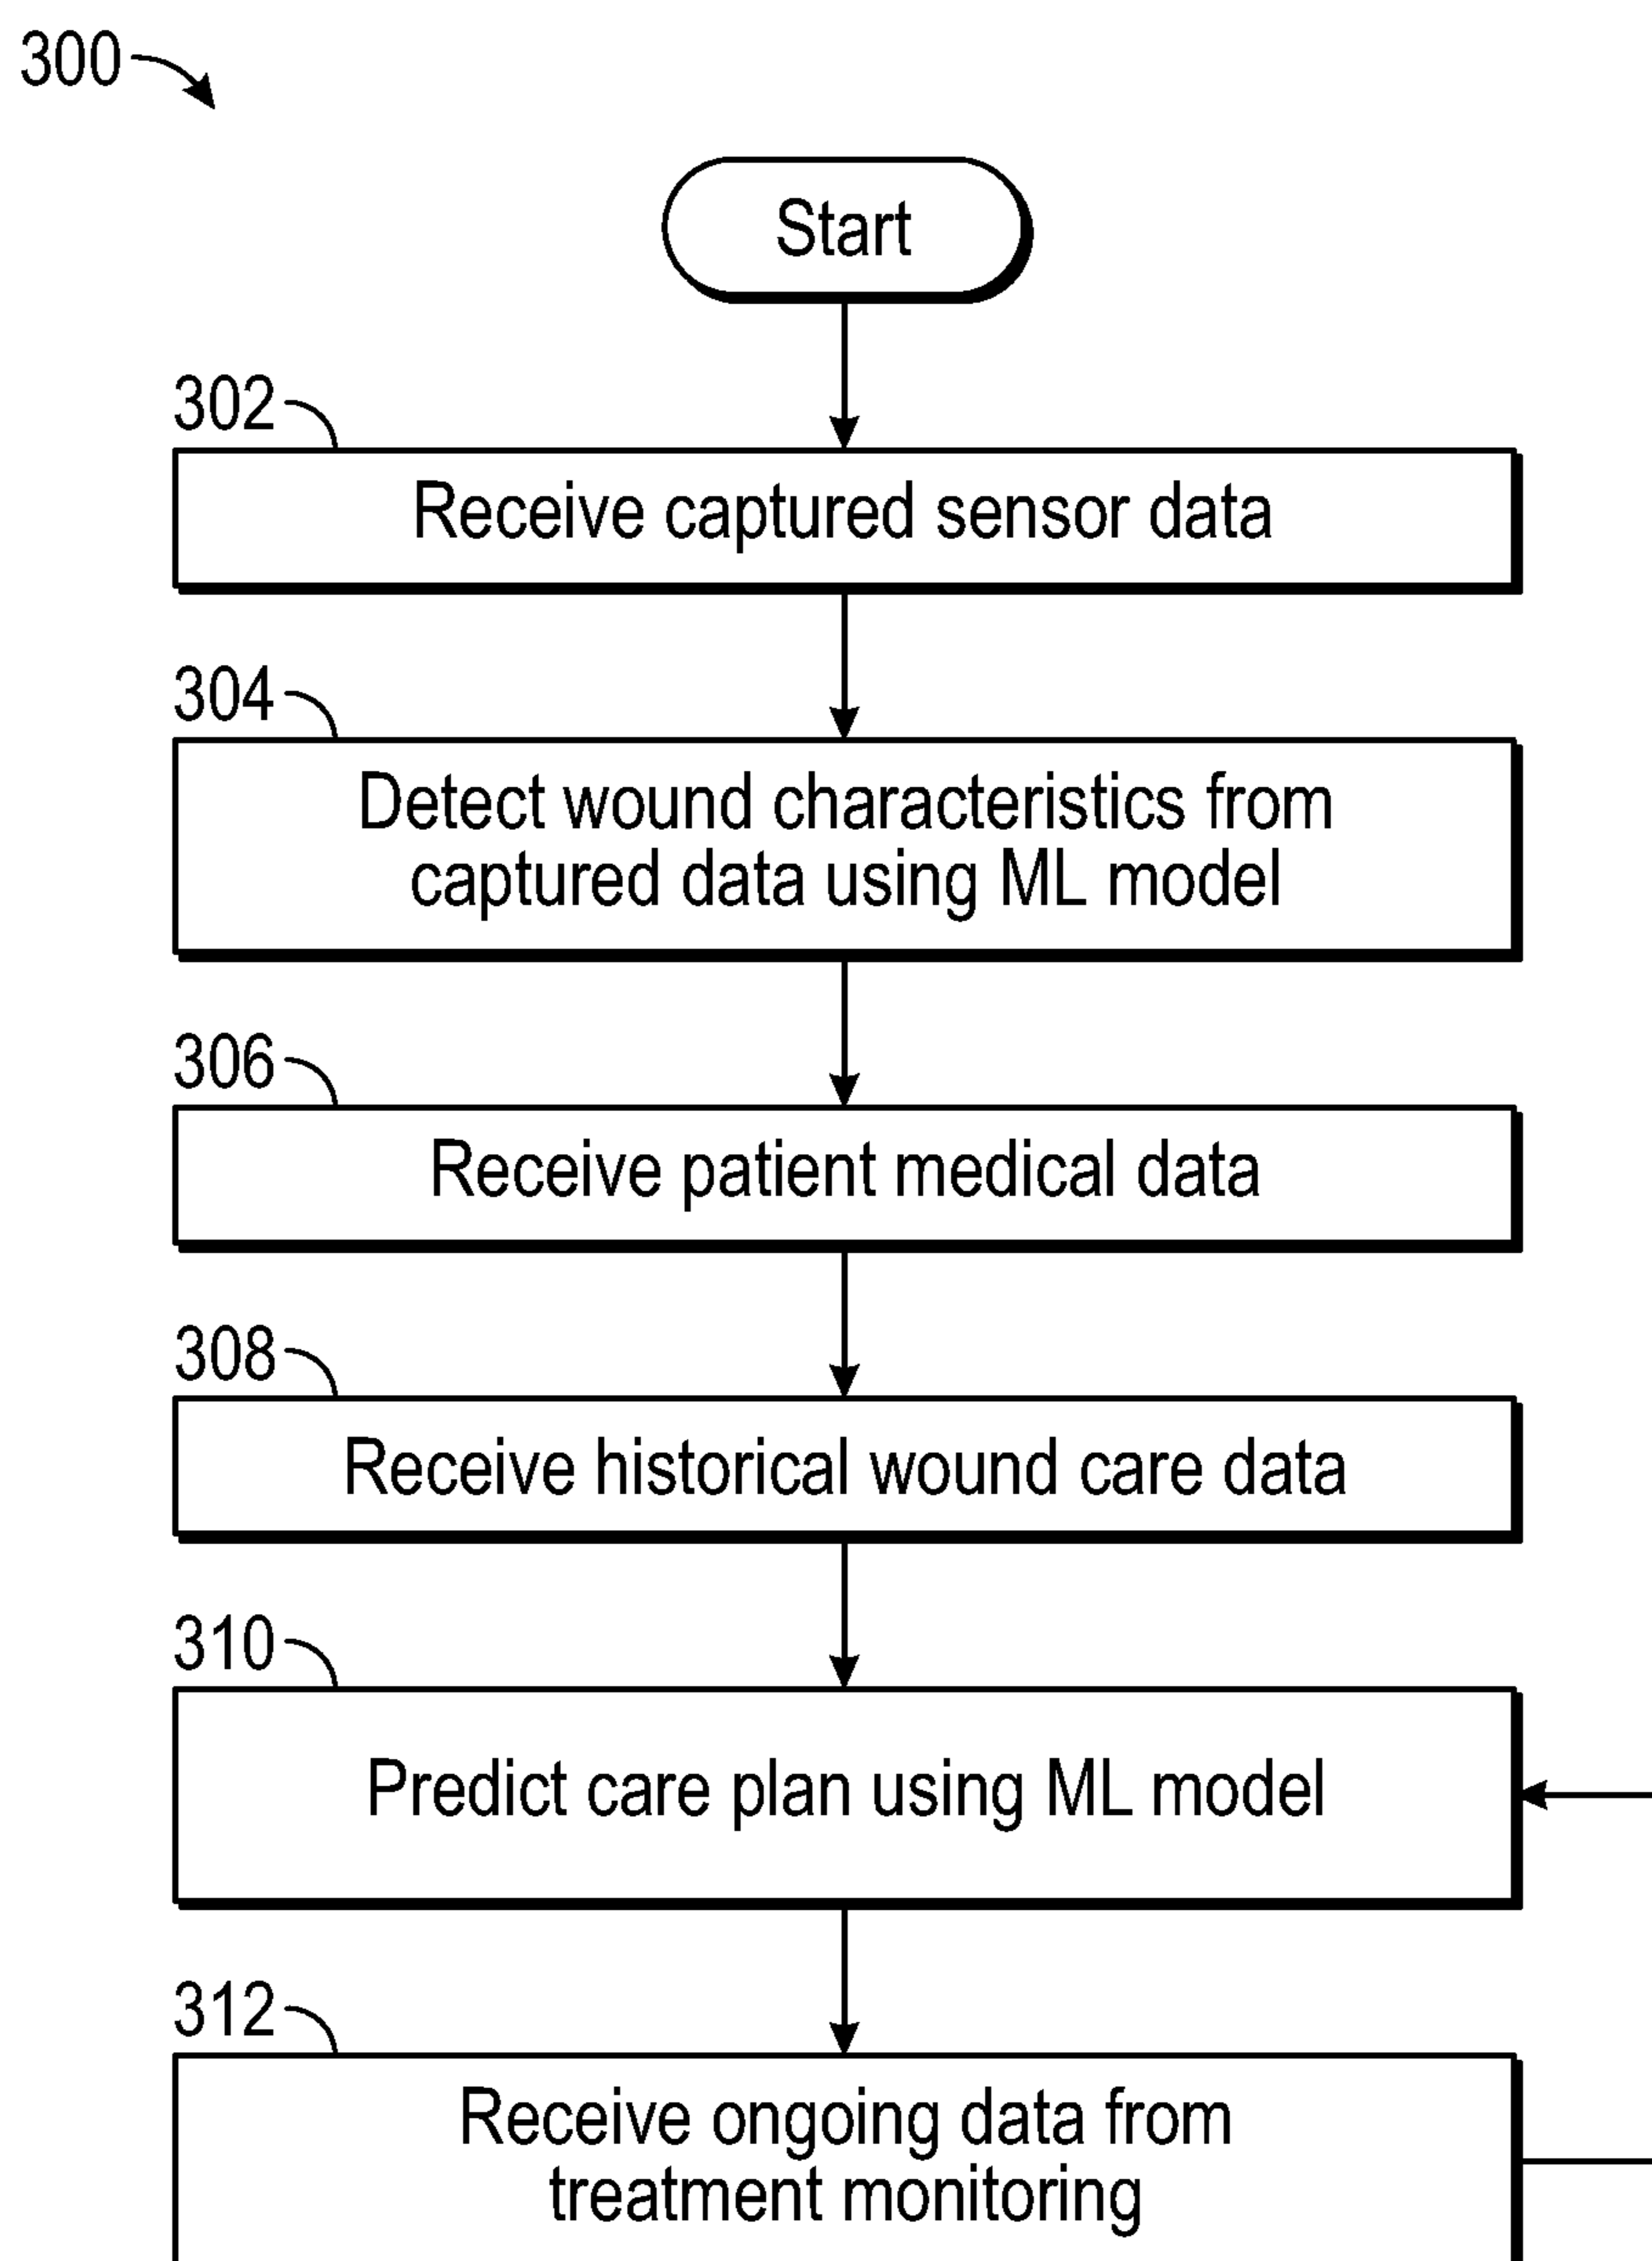 300
Start
302
Receive captured sensor data
304
Detect wound characteristics from
captured data using ML model
306
Receive patient medical data
308
Receive historical wound care data
310
Predict care plan using ML model
312
Receive ongoing data from
treatment monitoring